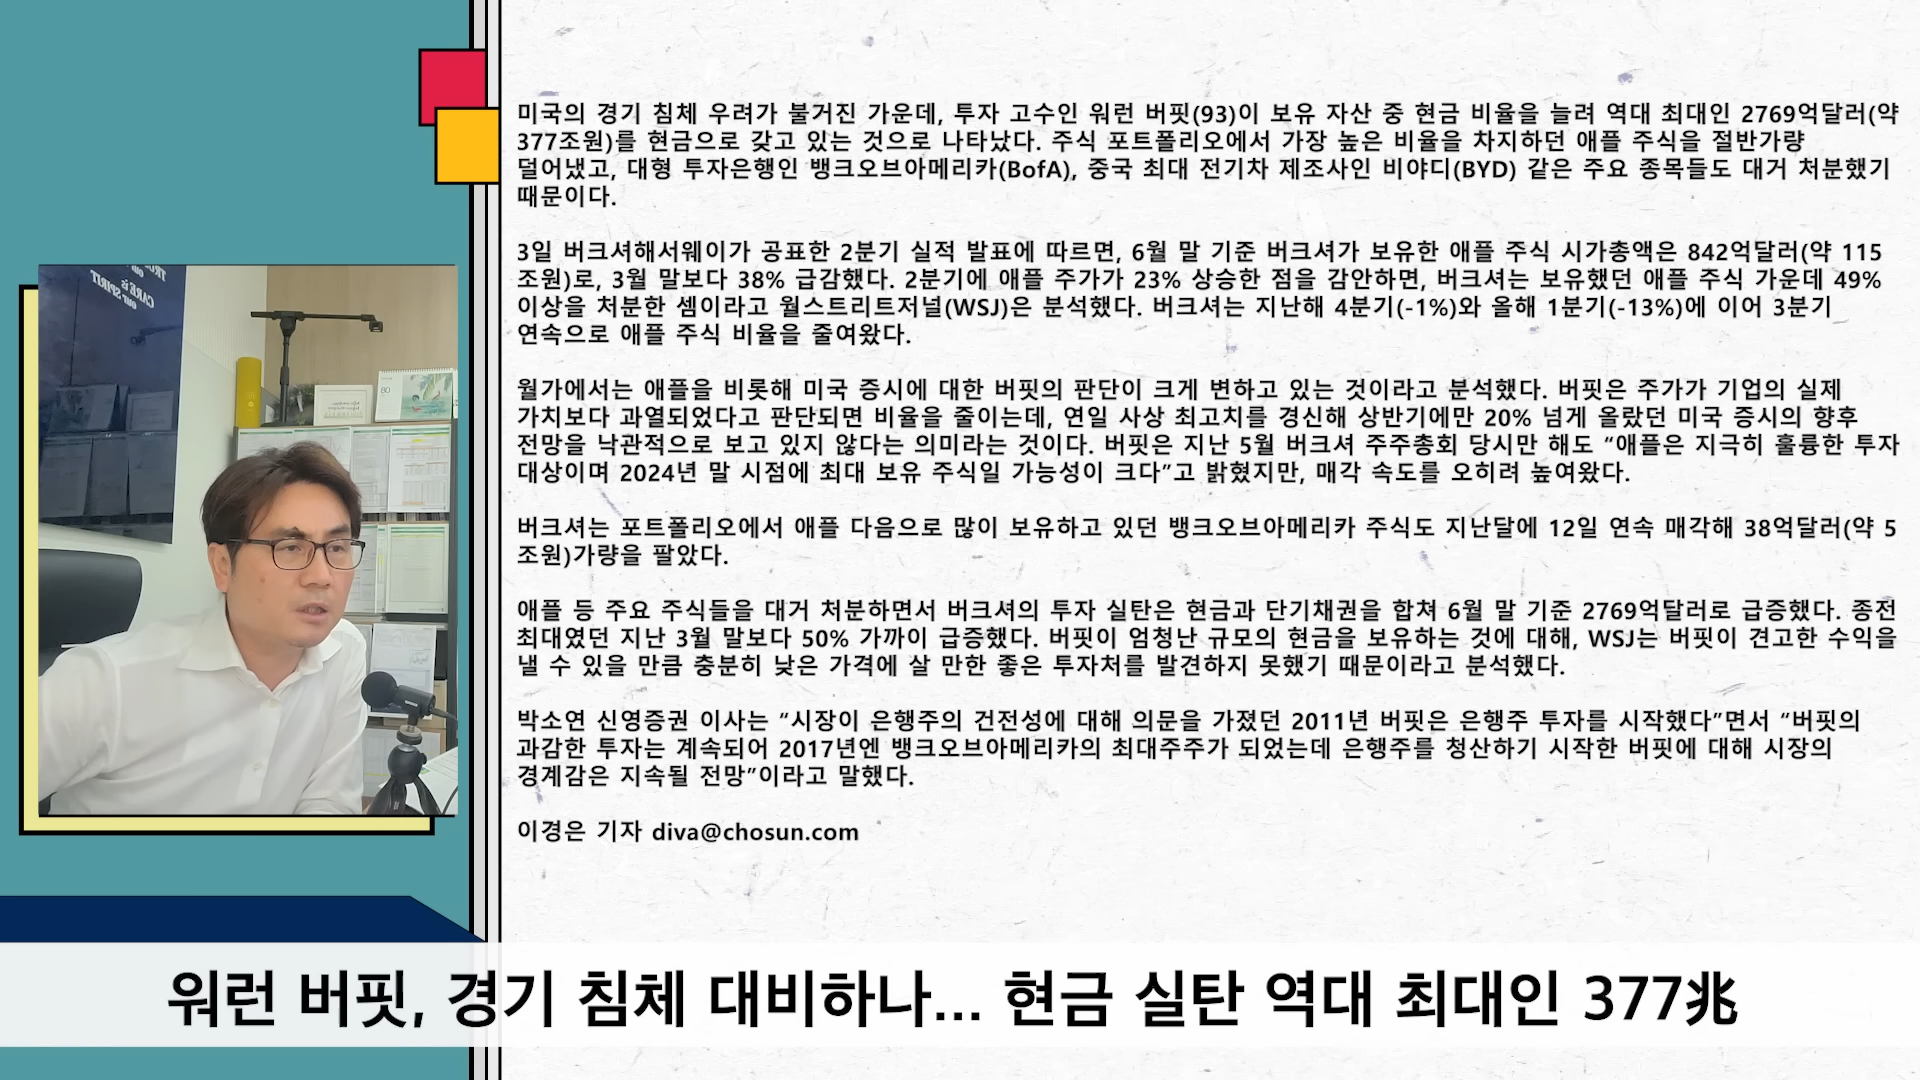 미국의 경기 침체 우려가 불거진 가운데, 투자 고수인 워런 버핏(93)이 보유 자산 중 현금 비율을 늘려 역대 최대인 2769억달러(약
377조원)를 현금으로 갖고 있는 것으로 나타났다. 주식 포트폴리오에서 가장 높은 비율을 차지하던 애플 주식을 절반가량
덜어냈고, 대형 투자은행인 뱅크오브아메리카(BofA), 중국 최대 전기차 제조사인 비야디(BYD) 같은 주요 종목들도 대거 처분했기
때문이다.
3일 버크셔해서웨이가 공표한 2분기 실적 발표에 따르면, 6월 말 기준 버크셔가 보유한 애플 주식 시가총액은 842억달러(약 115
조원)로, 3월 말보다 38% 급감했다. 2분기에 애플 주가가 23% 상승한 점을 감안하면, 버크셔는 보유했던 애플 주식 가운데 49%
이상을 처분한 셈이라고 월스트리트저널(WSJ)은 분석했다. 버크셔는 지난해 4분기(-1%)와 올해 1분기(-13%)에 이어 3분기
연속으로 애플 주식 비율을 줄여왔다.
월가에서는 애플을 비롯해 미국 증시에 대한 버핏의 판단이 크게 변하고 있는 것이라고 분석했다. 버핏은 주가가 기업의 실제
가치보다 과열되었다고 판단되면 비율을 줄이는데, 연일 사상 최고치를 경신해 상반기에만 20% 넘게 올랐던 미국 증시의 향후
전망을 낙관적으로 보고 있지 않다는 의미라는 것이다. 버핏은 지난 5월 버크셔 주주총회 당시만 해도 “애플은 지극히 훌륭한 투자
대상이며 2024년 말 시점에 최대 보유 주식일 가능성이 크다”고 밝혔지만, 매각 속도를 오히려 높여왔다.
버크셔는 포트폴리오에서 애플 다음으로 많이 보유하고 있던 뱅크오브아메리카 주식도 지난달에 12일 연속 매각해 38억달러(약 5
조원)가량을 팔았다.
애플 등 주요 주식들을 대거 처분하면서 버크셔의 투자 실탄은 현금과 단기채권을 합쳐 6월 말 기준 2769억달러로 급증했다. 종전
최대였던 지난 3월 말보다 50% 가까이 급증했다. 버핏이 엄청난 규모의 현금을 보유하는 것에 대해, WSJ는 버핏이 견고한 수익을
낼 수 있을 만큼 충분히 낮은 가격에 살 만한 좋은 투자처를 발견하지 못했기 때문이라고 분석했다.
박소연 신영증권 이사는 “시장이 은행주의 건전성에 대해 의문을 가졌던 2011년 버핏은 은행주 투자를 시작했다”면서 “버핏의
과감한 투자는 계속되어 2017년엔 뱅크오브아메리카의 최대주주가 되었는데 은행주를 청산하기 시작한 버핏에 대해 시장의
경계감은 지속될 전망”이라고 말했다.
이경은 기자 diva@chosun.com
워런 버핏, 경기 침체 대비하나... 현금 실탄 역대 최대인 377兆